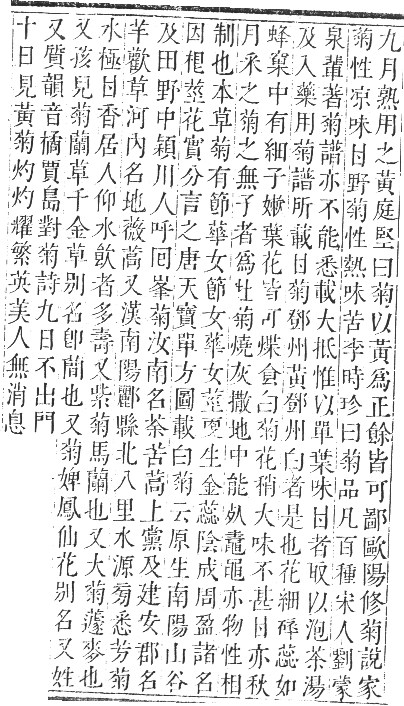 九月熟用之黃庭堅曰菊以黃爲正餘皆可鄙歐陽修菊說家
菊性凉味甘野菊性熱味苦李時珍曰菊品凡百種宋人劉蒙
泉輩著菊譜亦不能悉載大抵惟以單葉味甘者取以泡茶湯
及入藥用菊譜所載甘菊鄧州黃鄧州白者是也花細碎蕊如
蜂窠中有細子嫩葉花皆可煠食白菊花稍大味不甚甘亦秋
月采之菊之無子者爲牡菊燒灰撒地中能死鼃黽亦物性相
制也本草菊有節華女節女華女莖更生金蕊陰成周盈諸名
因根莖花實分言之唐天寶單方圖載白菊云原生南陽山谷
及田野中潁川人呼回峯菊汝南名荼苦蒿上黨及建安郡名
羊歡草河內名地薇蒿又漢南陽酈縣北八里水源芳悉芳菊
水極甘香居人仰水飲者多壽又紫菊馬蘭也又大菊蘧麥也
又孩兒菊蘭草千金草別名卽蕳也又菊婢鳳仙花別名又姓
又質韻音橘賈島對菊詩九日不出門
十日見黃菊灼灼耀繁英美人無消息